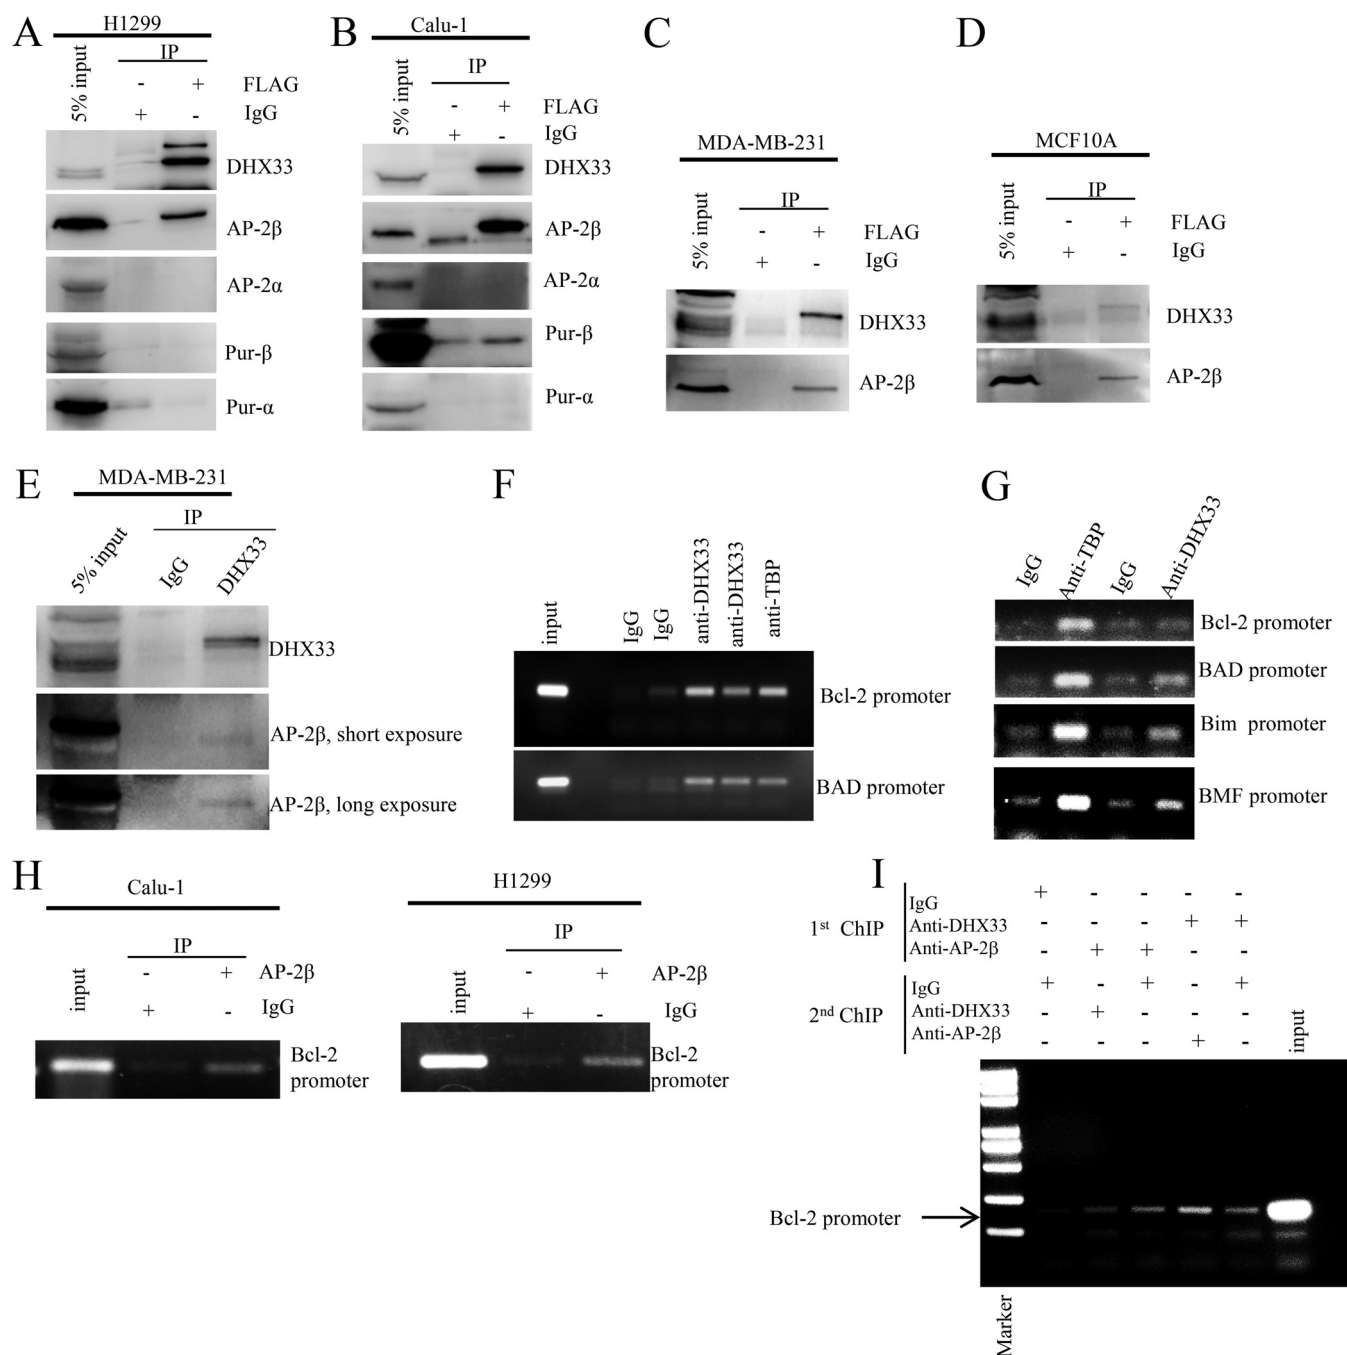 A
H1299
5% input
IP
- + FLAG
+ - IgG
DHX33
AP-2β
AP-2α
Pur-β
Pur-α
B
Calu-1
5% input
IP
- + FLAG
+ - IgG
DHX33
AP-2β
AP-2α
Pur-β
Pur-α
C
MDA-MB-231
5% input
IP
- + FLAG
+ - IgG
DHX33
AP-2β
D
MCF10A
5% input
IP
- + FLAG
+ - IgG
DHX33
AP-2β
E
MDA-MB-231
IP
5% input IgG DHX33
DHX33
AP-2β, short exposure
AP-2β, long exposure
F
input IgG IgG anti-DHX33 anti-DHX33 anti-TBP
Bcl-2 promoter
BAD promoter
G
IgG Anti-TBP IgG Anti-DHX33
Bcl-2 promoter
BAD promoter
Bim promoter
BMF promoter
H
Calu-1
IP
input
- + AP-2β
+ - IgG
Bcl-2
promoter
H1299
IP
input
- + AP-2β
+ - IgG
Bcl-2
promoter
I
1st ChIP
IgG + - - - -
Anti-DHX33 - - - + +
Anti-AP-2β - + + - -
2nd ChIP
IgG + - + - +
Anti-DHX33 - + - - -
Anti-AP-2β - - - + -
input
Bcl-2 promoter
Marker